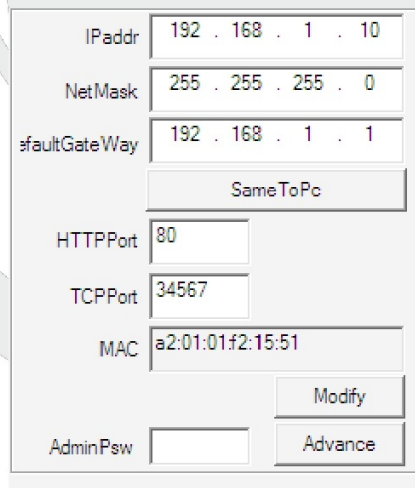 IPaddr 192 . 168 . 1 . 10
NetMask 255 . 255 . 255 . 0
efaultGateWay 192 . 168 . 1 . 1
SameToPc
HTTPPort 80
TCPPort 34567
MAC a2:01:01:f2:15:51
Modify
AdminPsw Advance